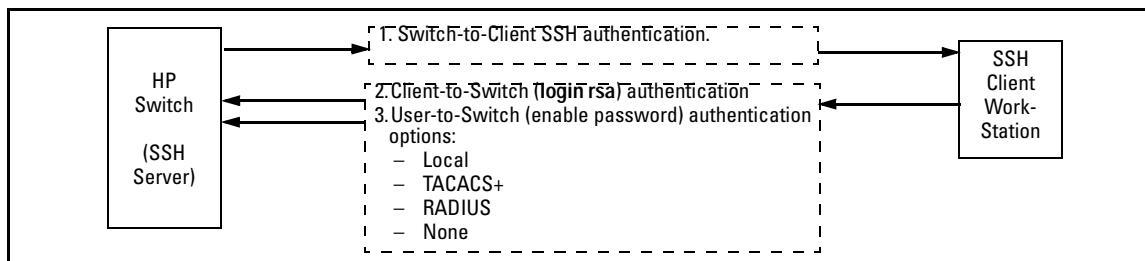 HP
Switch
(SSH
Server)
1. Switch-to-Client SSH authentication.
2.Client-to-Switch (login rsa) authentication
3.User-to-Switch (enable password) authentication
options:
– Local
– TACACS+
– RADIUS
– None
SSH
Client
Work-
Station